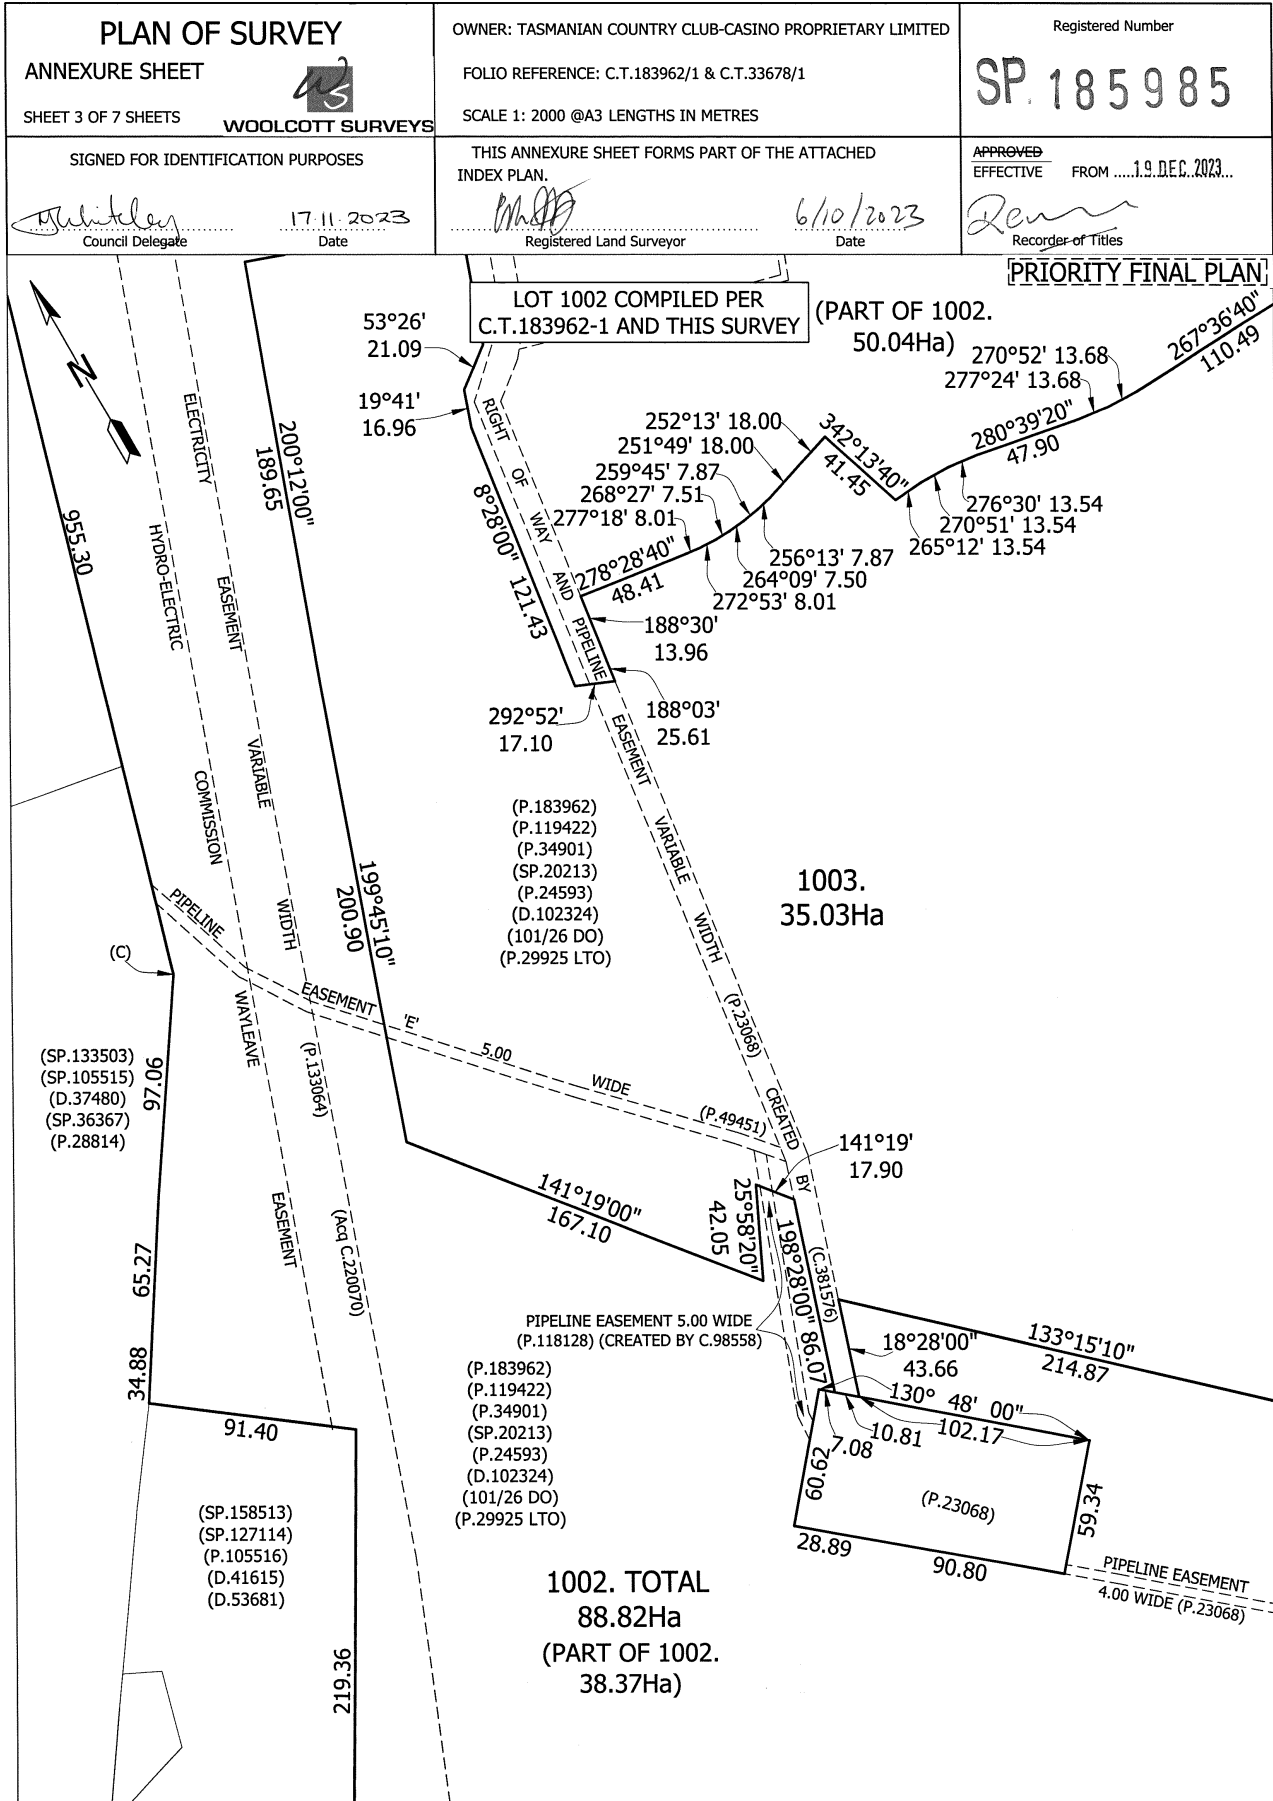 PLAN OF SURVEY
ANNEXURE SHEET
SHEET 3 OF 7 SHEETS
WS
WOOLCOTT SURVEYS
OWNER: TASMANIAN COUNTRY CLUB-CASINO PROPRIETARY LIMITED
FOLIO REFERENCE: C.T.183962/1 & C.T.33678/1
SCALE 1: 2000 @A3 LENGTHS IN METRES
Registered Number
SP. 185985
SIGNED FOR IDENTIFICATION PURPOSES
17.11.2023
Council Delegate
Date
THIS ANNEXURE SHEET FORMS PART OF THE ATTACHED
INDEX PLAN.
6/10/2023
Registered Land Surveyor
Date
APPROVED
EFFECTIVE FROM 19 DEC 2023
Recorder of Titles
PRIORITY FINAL PLAN
N
LOT 1002 COMPILED PER
C.T.183962-1 AND THIS SURVEY
(PART OF 1002.
50.04Ha)
267°36'40"
110.49
270°52' 13.68
277°24' 13.68
280°39'20"
47.90
276°30' 13.54
270°51' 13.54
265°12' 13.54
342°13'40"
41.45
252°13' 18.00
251°49' 18.00
259°45' 7.87
268°27' 7.51
277°18' 8.01
278°28'40"
48.41
256°13' 7.87
264°09' 7.50
272°53' 8.01
53°26'
21.09
19°41'
16.96
8°28'00" 121.43
RIGHT OF WAY AND PIPELINE EASEMENT VARIABLE WIDTH (P.23068) CREATED BY (C.381576)
188°30'
13.96
188°03'
25.61
292°52'
17.10
200°12'00"
189.65
955.30
ELECTRICITY EASEMENT VARIABLE WIDTH (P.133064) (Acq C.220070)
HYDRO-ELECTRIC COMMISSION WAYLEAVE EASEMENT
(P.183962)
(P.119422)
(P.34901)
(SP.20213)
(P.24593)
(D.102324)
(101/26 DO)
(P.29925 LTO)
1003.
35.03Ha
199°45'10"
200.90
PIPELINE EASEMENT 'E' 5.00 WIDE (P.49451)
(C)
(SP.133503)
(SP.105515)
(D.37480)
(SP.36367)
(P.28814)
97.06
65.27
34.88
141°19'00"
167.10
25°58'20"
42.05
141°19'
17.90
198°28'00" 86.07
PIPELINE EASEMENT 5.00 WIDE
(P.118128) (CREATED BY C.98558)
133°15'10"
214.87
18°28'00"
43.66
130° 48' 00"
102.17
10.81
7.08
60.62
(P.23068)
59.34
28.89
90.80
PIPELINE EASEMENT
4.00 WIDE (P.23068)
91.40
(P.183962)
(P.119422)
(P.34901)
(SP.20213)
(P.24593)
(D.102324)
(101/26 DO)
(P.29925 LTO)
(SP.158513)
(SP.127114)
(P.105516)
(D.41615)
(D.53681)
219.36
1002. TOTAL
88.82Ha
(PART OF 1002.
38.37Ha)